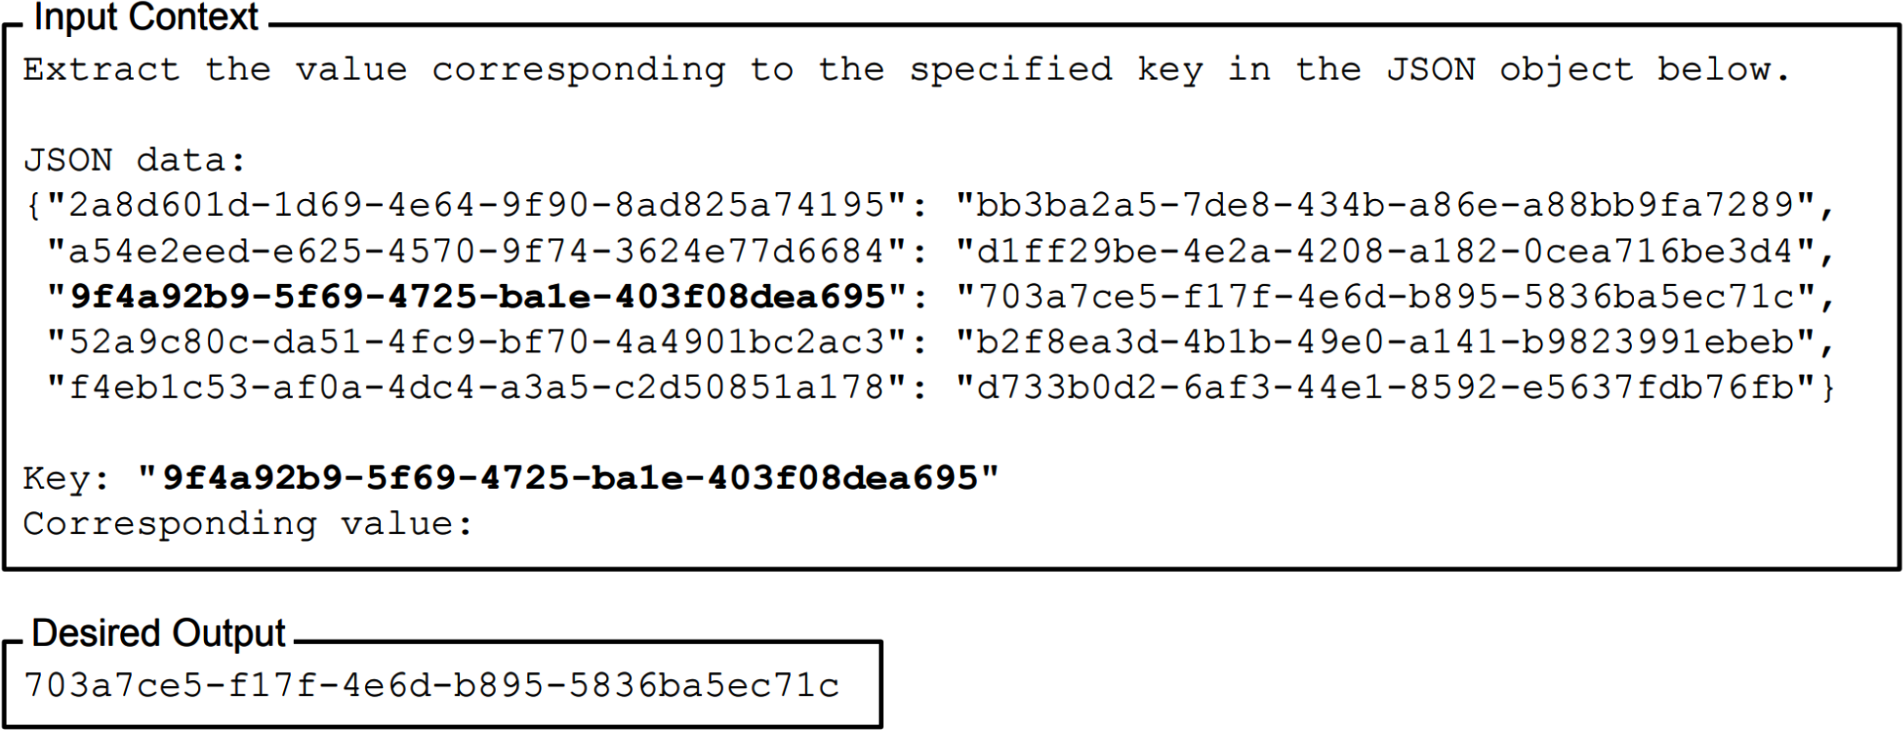 Input Context
Extract the value corresponding to the specified key in the JSON object below.
JSON data:
{"2a8d601d-1d69-4e64-9f90-8ad825a74195": "bb3ba2a5-7de8-434b-a86e-a88bb9fa7289",
"a54e2eed-e625-4570-9f74-3624e77d6684": "d1ff29be-4e2a-4208-a182-0cea716be3d4",
"9f4a92b9-5f69-4725-ba1e-403f08dea695": "703a7ce5-f17f-4e6d-b895-5836ba5ec71c",
"52a9c80c-da51-4fc9-bf70-4a4901bc2ac3": "b2f8ea3d-4b1b-49e0-a141-b9823991ebeb",
"f4eb1c53-af0a-4dc4-a3a5-c2d50851a178": "d733b0d2-6af3-44e1-8592-e5637fdb76fb"}
Key: "9f4a92b9-5f69-4725-ba1e-403f08dea695"
Corresponding value:
Desired Output
703a7ce5-f17f-4e6d-b895-5836ba5ec71c